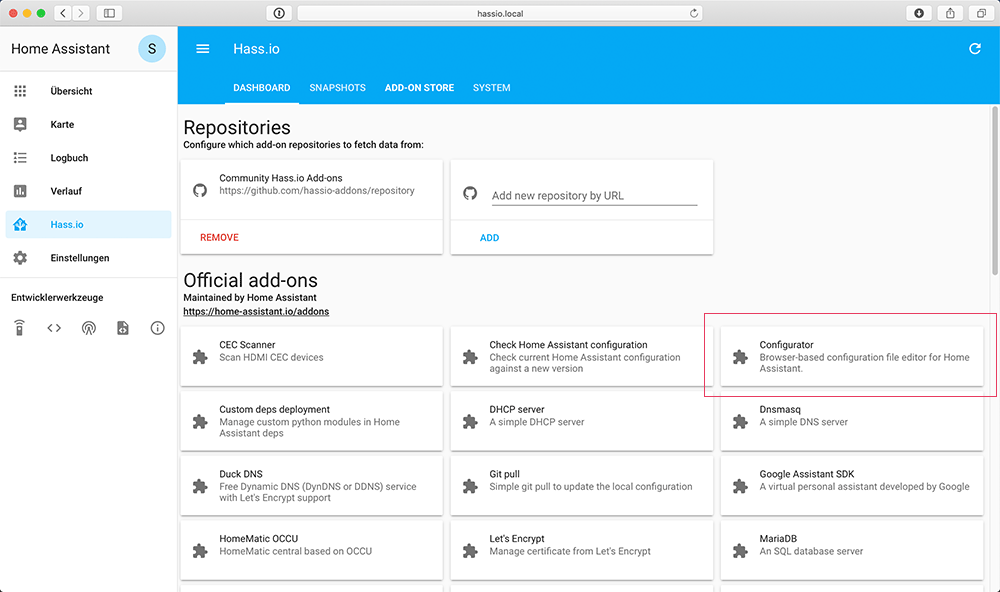 hassio.local
Home Assistant
S
Übersicht
Karte
Logbuch
Verlauf
Hass.io
Einstellungen
Entwicklerwerkzeuge
Hass.io
DASHBOARD
SNAPSHOTS
ADD-ON STORE
SYSTEM
Repositories
Configure which add-on repositories to fetch data from:
Community Hass.io Add-ons
https://github.com/hassio-addons/repository
REMOVE
Add new repository by URL
ADD
Official add-ons
Maintained by Home Assistant
https://home-assistant.io/addons
CEC Scanner
Scan HDMI CEC devices
Check Home Assistant configuration
Check current Home Assistant configuration
against a new version
Configurator
Browser-based configuration file editor for Home
Assistant.
Custom deps deployment
Manage custom python modules in Home
Assistant deps
DHCP server
A simple DHCP server
Dnsmasq
A simple DNS server
Duck DNS
Free Dynamic DNS (DynDNS or DDNS) service
with Let's Encrypt support
Git pull
Simple git pull to update the local configuration
Google Assistant SDK
A virtual personal assistant developed by Google
HomeMatic OCCU
HomeMatic central based on OCCU
Let's Encrypt
Manage certificate from Let's Encrypt
MariaDB
An SQL database server